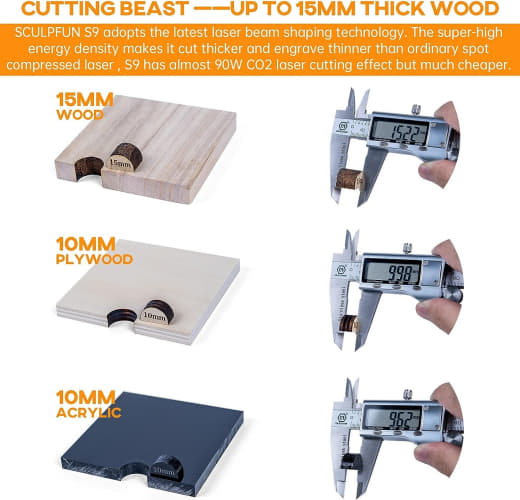 CUTTING BEAST ——UP TO 15MM THICK WOOD
SCULPFUN S9 adopts the latest laser beam shaping technology. The super-high
energy density makes it cut thicker and engrave thinner than ordinary spot
compressed laser , S9 has almost 90W CO2 laser cutting effect but much cheaper.
15MM
WOOD
15mm
15.22
10MM
PLYWOOD
10mm
9.98
10MM
ACRYLIC
10mm
9.62